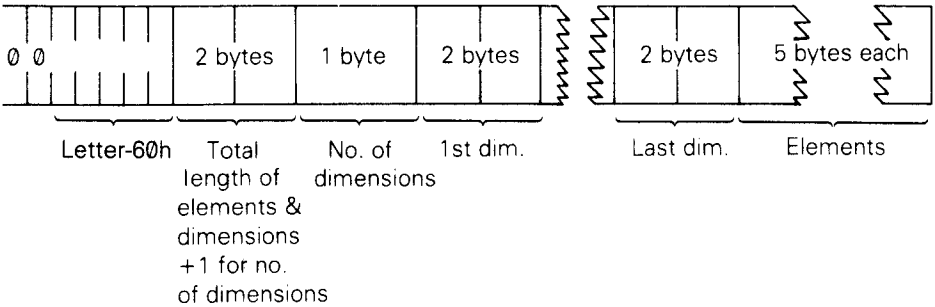 0 0
2 bytes
1 byte
2 bytes
2 bytes
5 bytes each
Letter-60h
Total
length of
elements &
dimensions
+1 for no.
of dimensions
No. of
dimensions
1st dim.
Last dim.
Elements